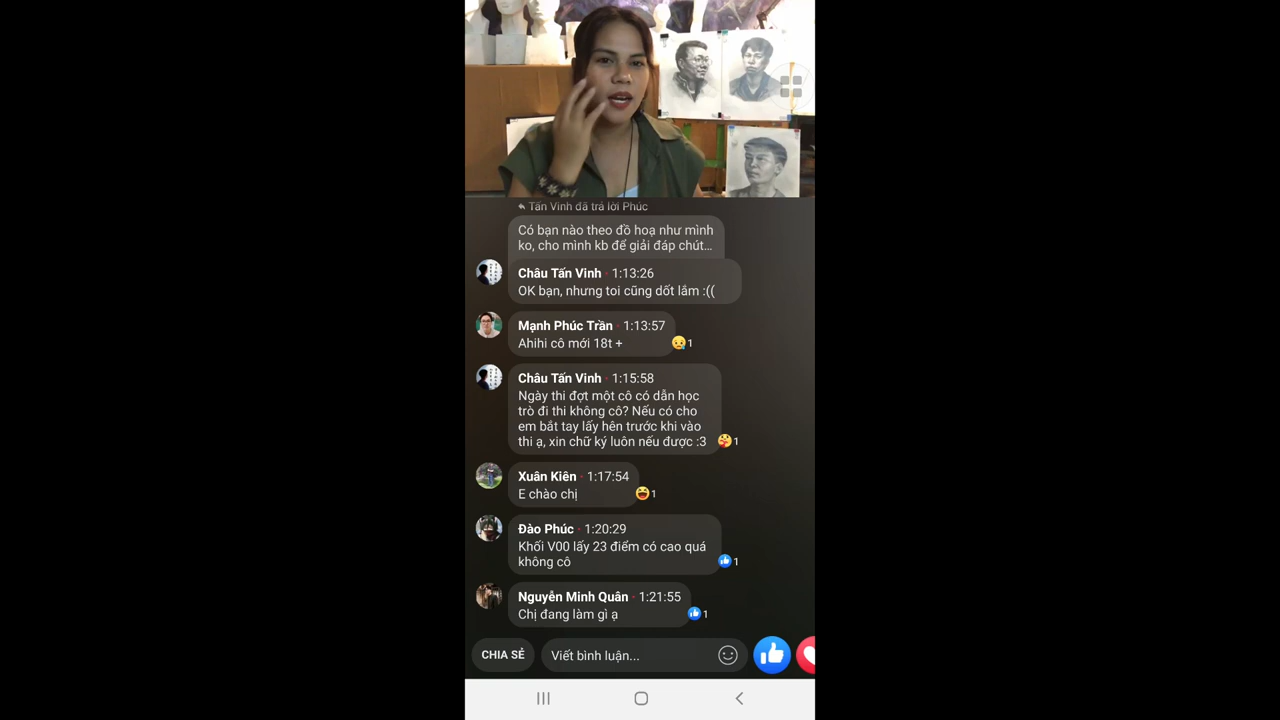 Tấn Vinh đã trả lời Phúc
Có bạn nào theo đồ hoạ như mình
ko, cho mình kb để giải đáp chút...
Châu Tấn Vinh · 1:13:26
OK bạn, nhưng toi cũng dốt lắm :((
Mạnh Phúc Trần · 1:13:57
Ahihi cô mới 18t +
1
Châu Tấn Vinh · 1:15:58
Ngày thi đợt một cô có dẫn học
trò đi thi không cô? Nếu có cho
em bắt tay lấy hên trước khi vào
thi ạ, xin chữ ký luôn nếu được :3
1
Xuân Kiên · 1:17:54
E chào chị
1
Đào Phúc · 1:20:29
Khối V00 lấy 23 điểm có cao quá
không cô
1
Nguyễn Minh Quân · 1:21:55
Chị đang làm gì ạ
1
CHIA SẺ
Viết bình luận...